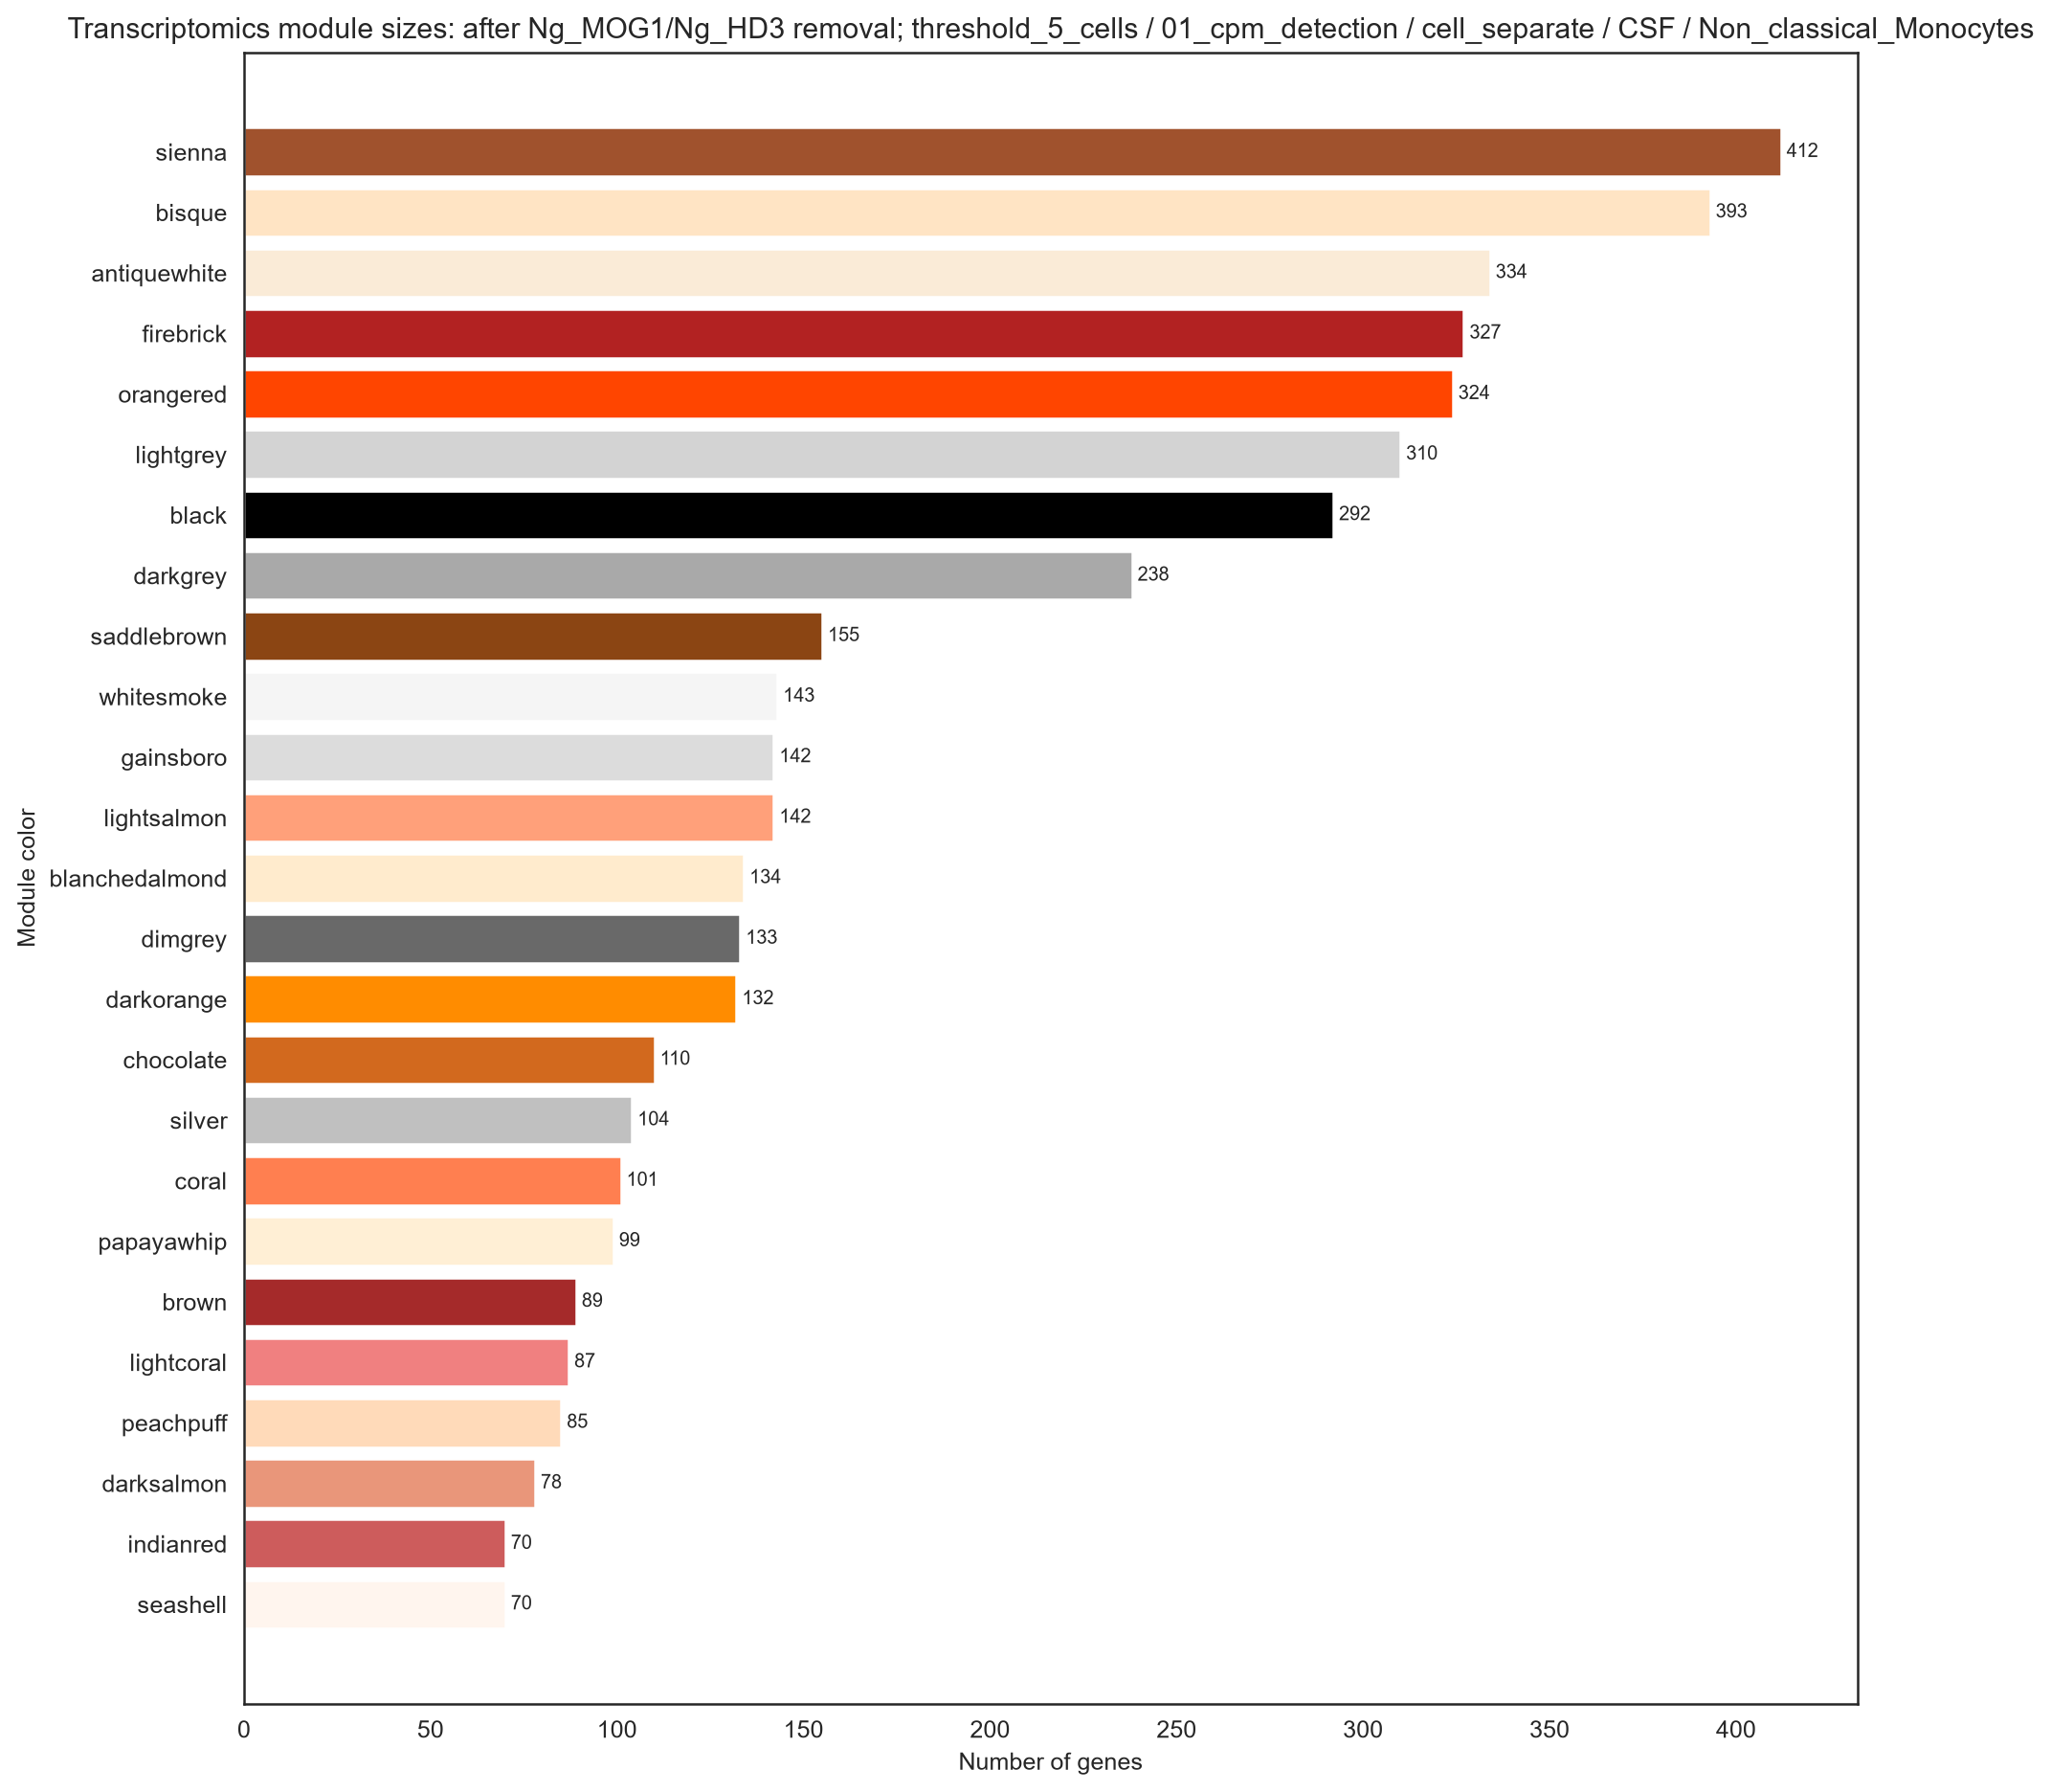 Transcriptomics module sizes: after Ng_MOG1/Ng_HD3 removal; threshold_5_cells / 01_cpm_detection / cell_separate / CSF / Non_classical_Monocytes
sienna 412
bisque 393
antiquewhite 334
firebrick 327
orangered 324
lightgrey 310
black 292
darkgrey 238
saddlebrown 155
whitesmoke 143
gainsboro 142
lightsalmon 142
blanchedalmond 134
dimgrey 133
darkorange 132
chocolate 110
silver 104
coral 101
papayawhip 99
brown 89
lightcoral 87
peachpuff 85
darksalmon 78
indianred 70
seashell 70
Module color
0 50 100 150 200 250 300 350 400
Number of genes